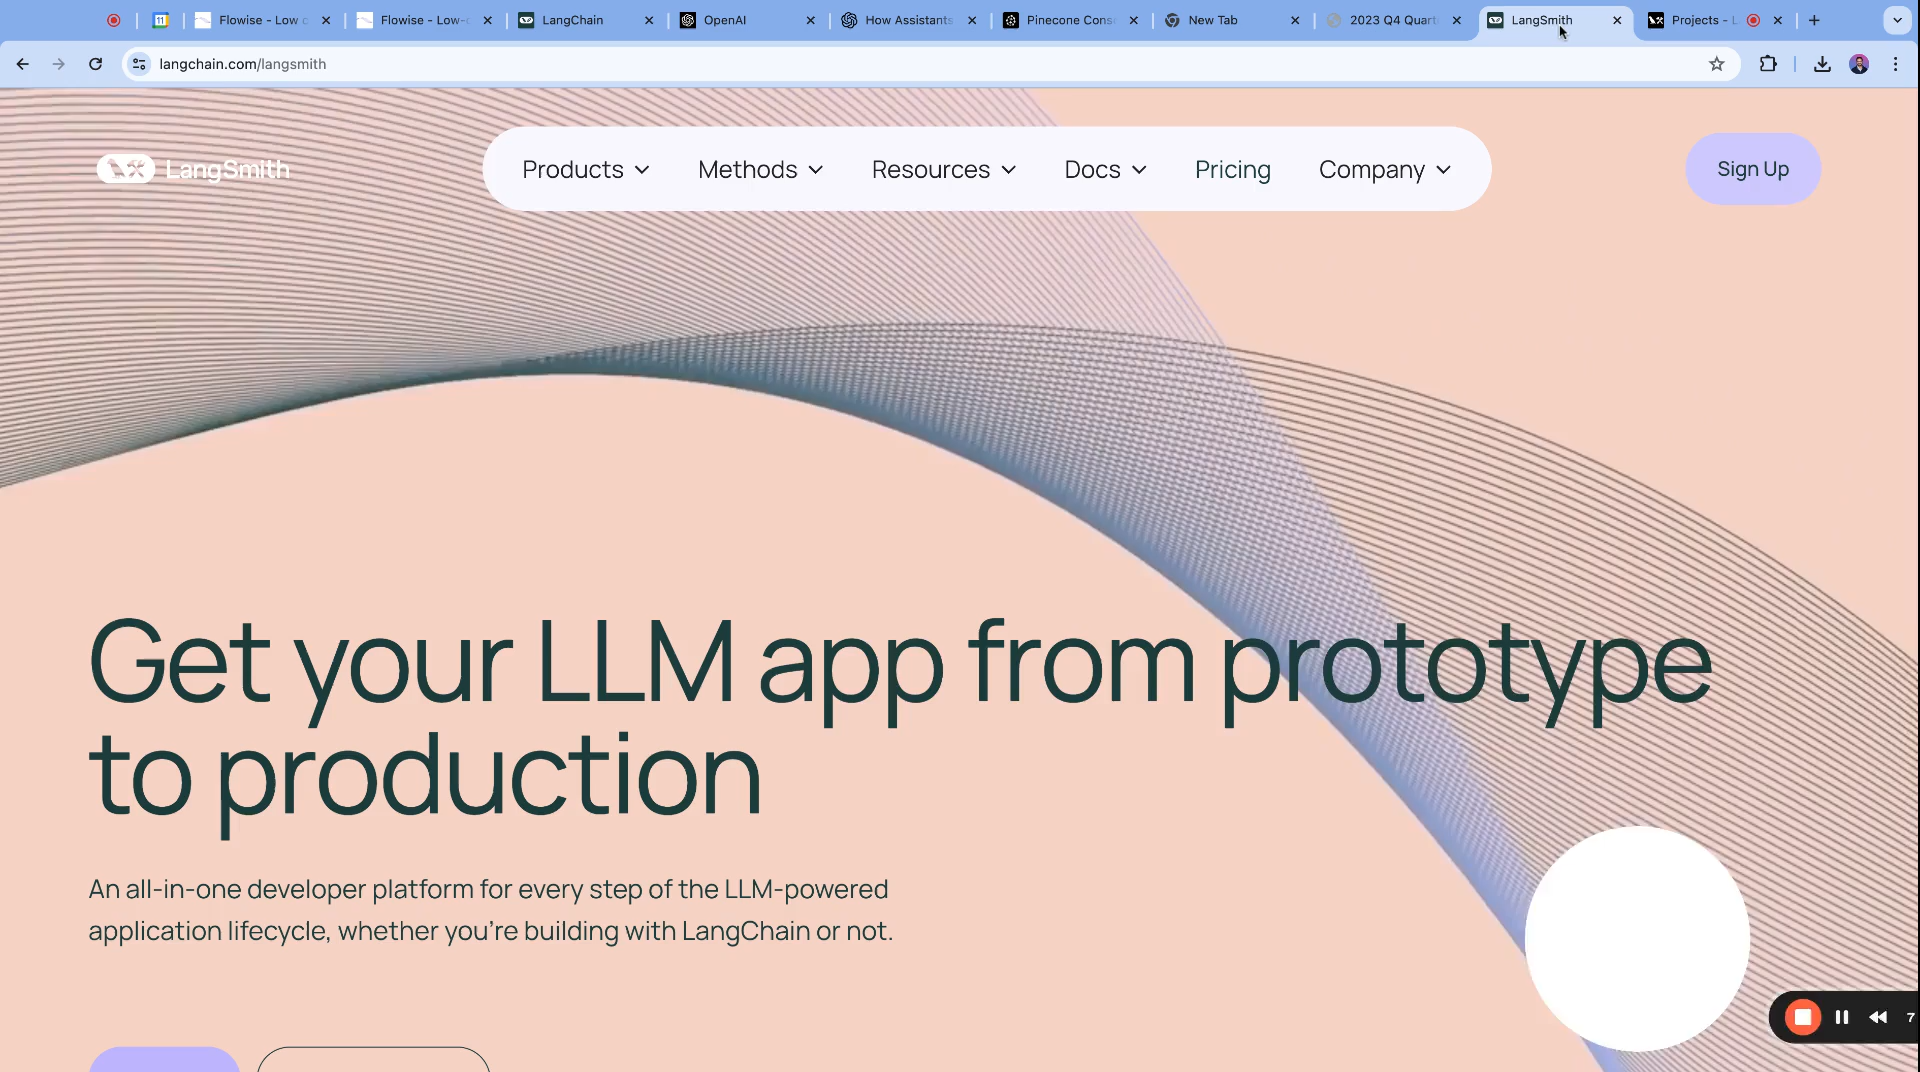 11
Flowise - Low c
Flowise - Low-c
LangChain
OpenAI
How Assistants
Pinecone Cons
New Tab
2023 Q4 Quart
LangSmith
Projects - L
langchain.com/langsmith
LangSmith
Products
Methods
Resources
Docs
Pricing
Company
Sign Up
Get your LLM app from prototype
to production
An all-in-one developer platform for every step of the LLM-powered
application lifecycle, whether you’re building with LangChain or not.
7